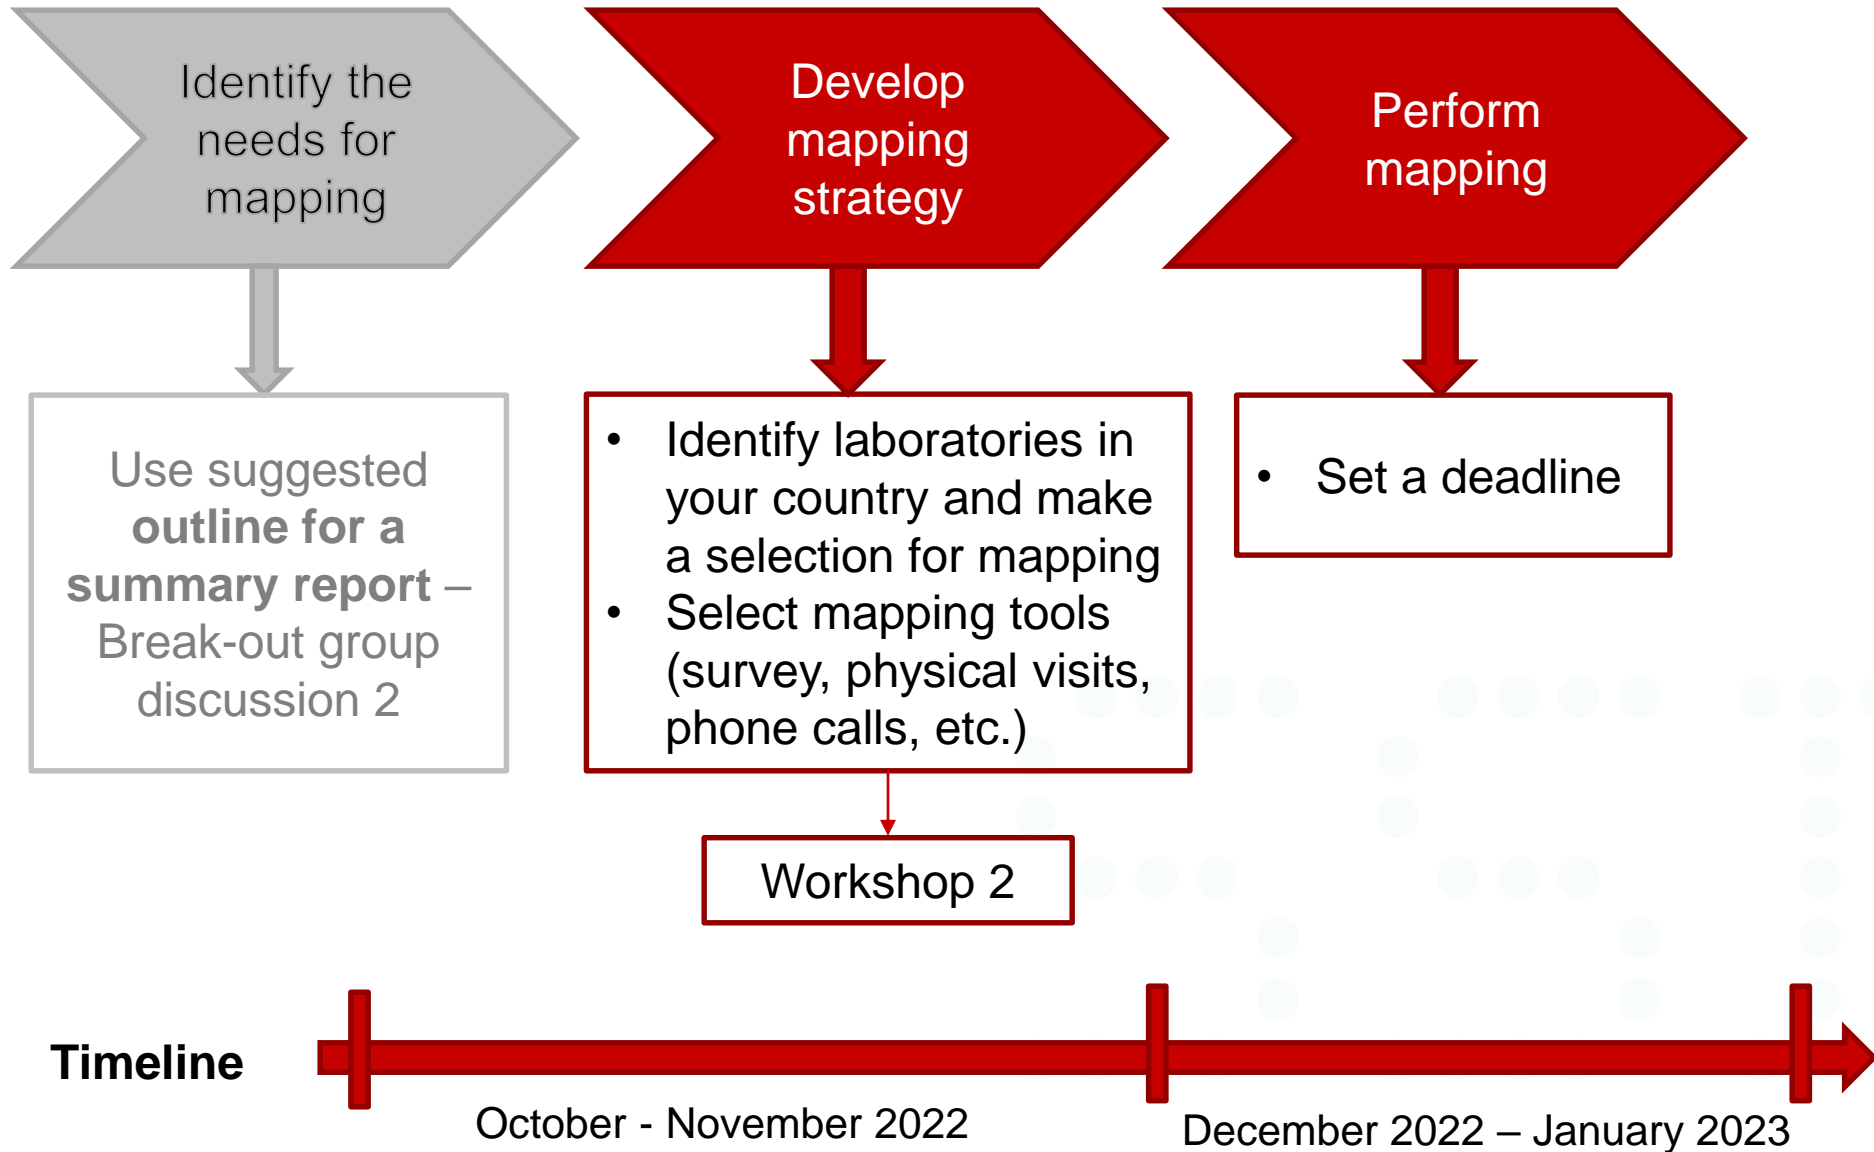 Identify the
needs for
mapping
Develop
mapping
strategy
Perform
mapping
Use suggested
outline for a
summary report –
Break-out group
discussion 2
• Identify laboratories in
your country and make
a selection for mapping
• Select mapping tools
(survey, physical visits,
phone calls, etc.)
• Set a deadline
Workshop 2
Timeline
October - November 2022
December 2022 – January 2023